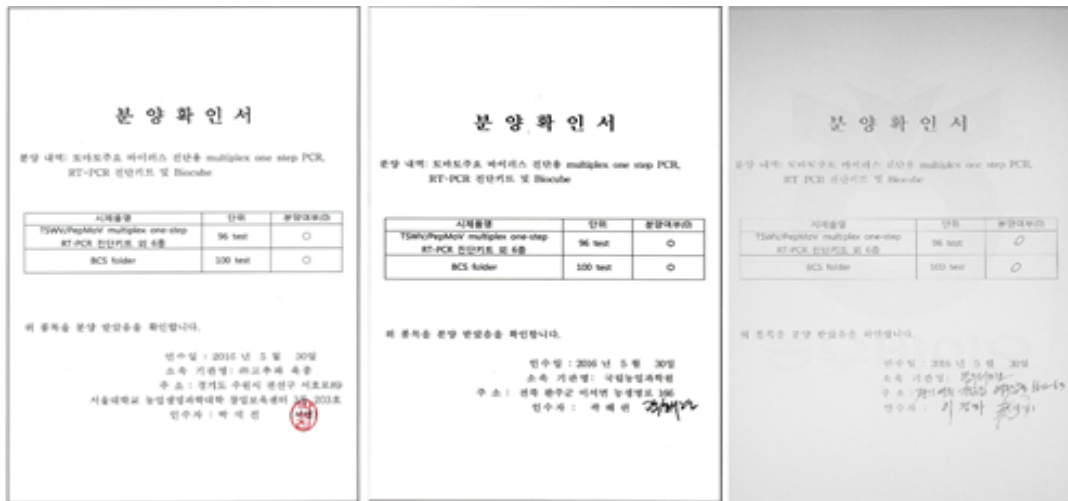 분양확인서
분양 내역: 토마토주요 바이러스 진단용 multiplex one step PCR,
RT-PCR 진단키트 및 Biocube
시제품명 단위 분양여부(O)
TSWV/PepMoV multiplex one-step
RT-PCR 진단키트 외 6종 96 test ○
BCS folder 100 test ○
위 품목을 분양 받았음을 확인합니다.
인수일 : 2016 년 5 월 30일
소속 기관명: ㈜고추와 육종
주 소 : 경기도 수원시 권선구 서호로89
서울대학교 농업생명과학대학 창업보육센터 203호
인수자 : 박 석 진
분양확인서
분양 내역: 토마토주요 바이러스 진단용 multiplex one step PCR,
RT-PCR 진단키트 및 Biocube
시제품명 단위 분양여부(O)
TSWV/PepMoV multiplex one-step
RT-PCR 진단키트 외 6종 96 test ○
BCS folder 100 test ○
위 품목을 분양 받았음을 확인합니다.
인수일 : 2016 년 5 월 30일
소속 기관명: 국립농업과학원
주 소 : 전북 완주군 이서면 농생명로 166
인수자 : 곽 해 련
분양확인서
분양 내역: 토마토주요 바이러스 진단용 multiplex one step PCR,
RT PCR 진단키트 및 Biocube
시제품명 단위 분양여부(O)
TSWV/PepMoV multiplex one-step
RT-PCR 진단키트 외 6종 96 test O
BCS folder 100 test O
위 품목을 분양 받았음을 확인합니다.
인수일 : 2016 년 5 월 30일
소속 기관명:
주 소 :
인수자 :